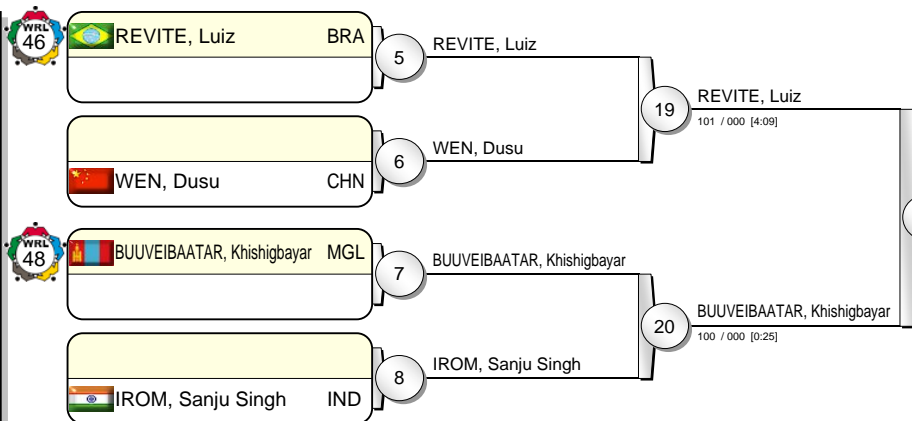 WRL
46
REVITE, Luiz BRA
5
REVITE, Luiz
19
REVITE, Luiz
101 / 000 [4:09]
6
WEN, Dusu
WEN, Dusu CHN
WRL
48
BUUVEIBAATAR, Khishigbayar MGL
7
BUUVEIBAATAR, Khishigbayar
20
BUUVEIBAATAR, Khishigbayar
100 / 000 [0:25]
8
IROM, Sanju Singh
IROM, Sanju Singh IND